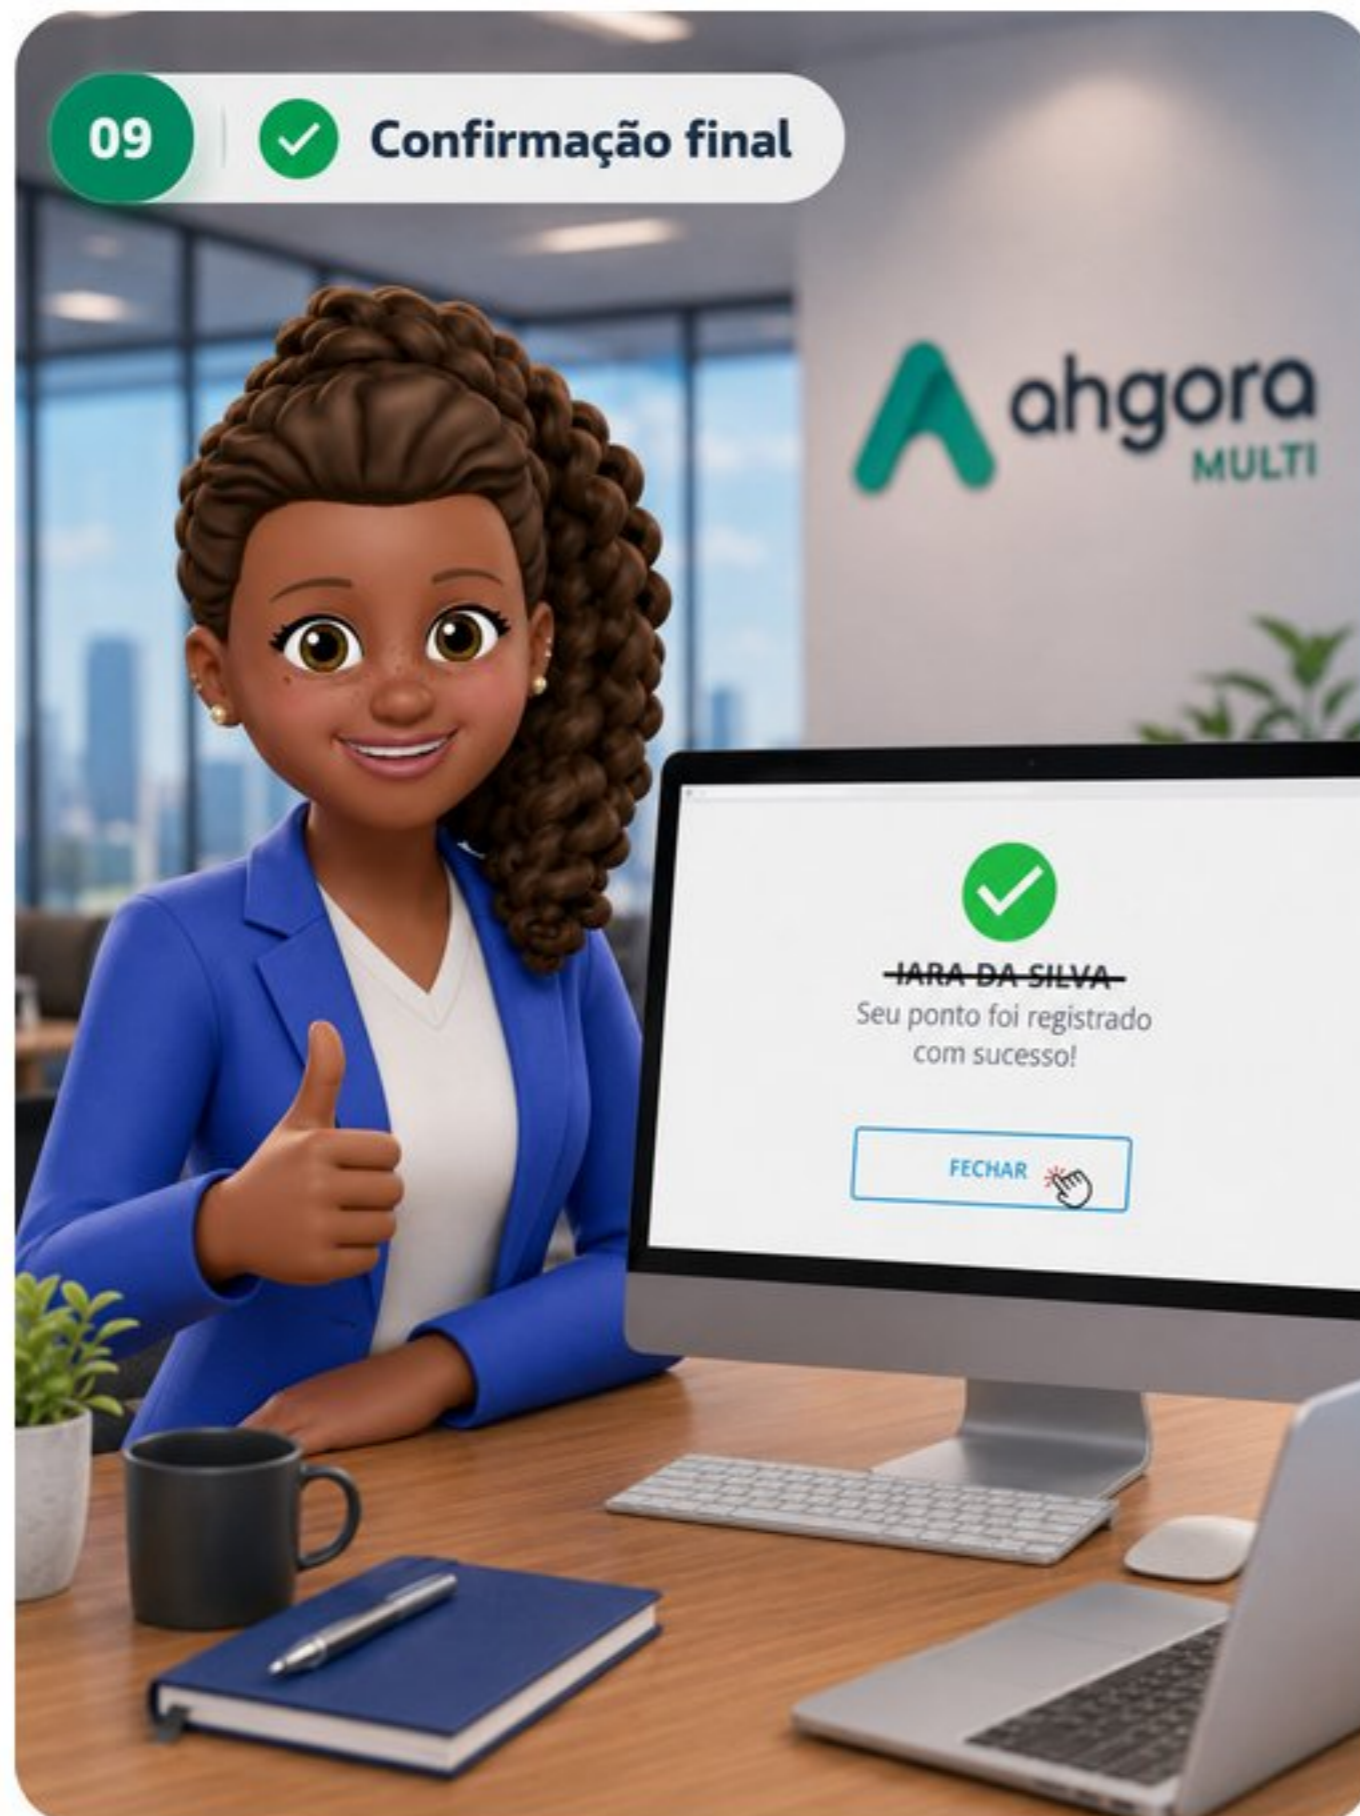 09
Confirmação final
ahgora
MULTI
IARA DA SILVA
Seu ponto foi registrado
com sucesso!
FECHAR